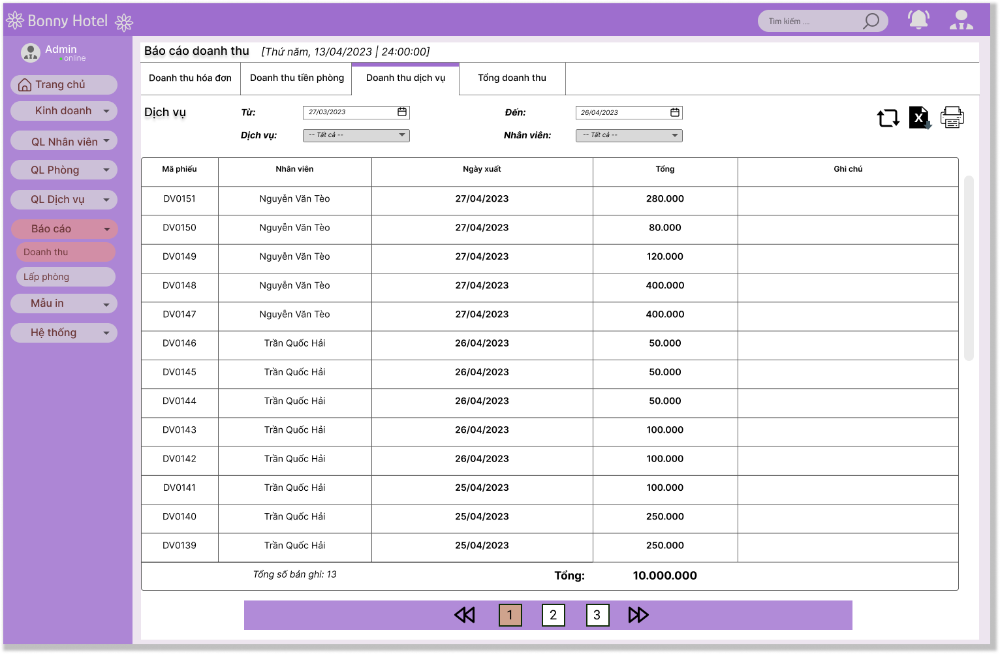 Bonny Hotel
Tìm kiếm ....
Admin
online
Trang chủ
Kinh doanh
QL Nhân viên
QL Phòng
QL Dịch vụ
Báo cáo
Doanh thu
Lấp phòng
Mẫu in
Hệ thống
Báo cáo doanh thu [Thứ năm, 13/04/2023 | 24:00:00]
Doanh thu hóa đơn Doanh thu tiền phòng Doanh thu dịch vụ Tổng doanh thu
Dịch vụ Từ: 27/03/2023 Đến: 26/04/2023
Dịch vụ: -- Tất cả -- Nhân viên: -- Tất cả --
X
Mã phiếu Nhân viên Ngày xuất Tổng Ghi chú
DV0151 Nguyễn Văn Tèo 27/04/2023 280.000
DV0150 Nguyễn Văn Tèo 27/04/2023 80.000
DV0149 Nguyễn Văn Tèo 27/04/2023 120.000
DV0148 Nguyễn Văn Tèo 27/04/2023 400.000
DV0147 Nguyễn Văn Tèo 27/04/2023 400.000
DV0146 Trần Quốc Hải 26/04/2023 50.000
DV0145 Trần Quốc Hải 26/04/2023 50.000
DV0144 Trần Quốc Hải 26/04/2023 50.000
DV0143 Trần Quốc Hải 26/04/2023 100.000
DV0142 Trần Quốc Hải 26/04/2023 100.000
DV0141 Trần Quốc Hải 25/04/2023 100.000
DV0140 Trần Quốc Hải 25/04/2023 250.000
DV0139 Trần Quốc Hải 25/04/2023 250.000
Tổng số bản ghi: 13 Tổng: 10.000.000
1 2 3